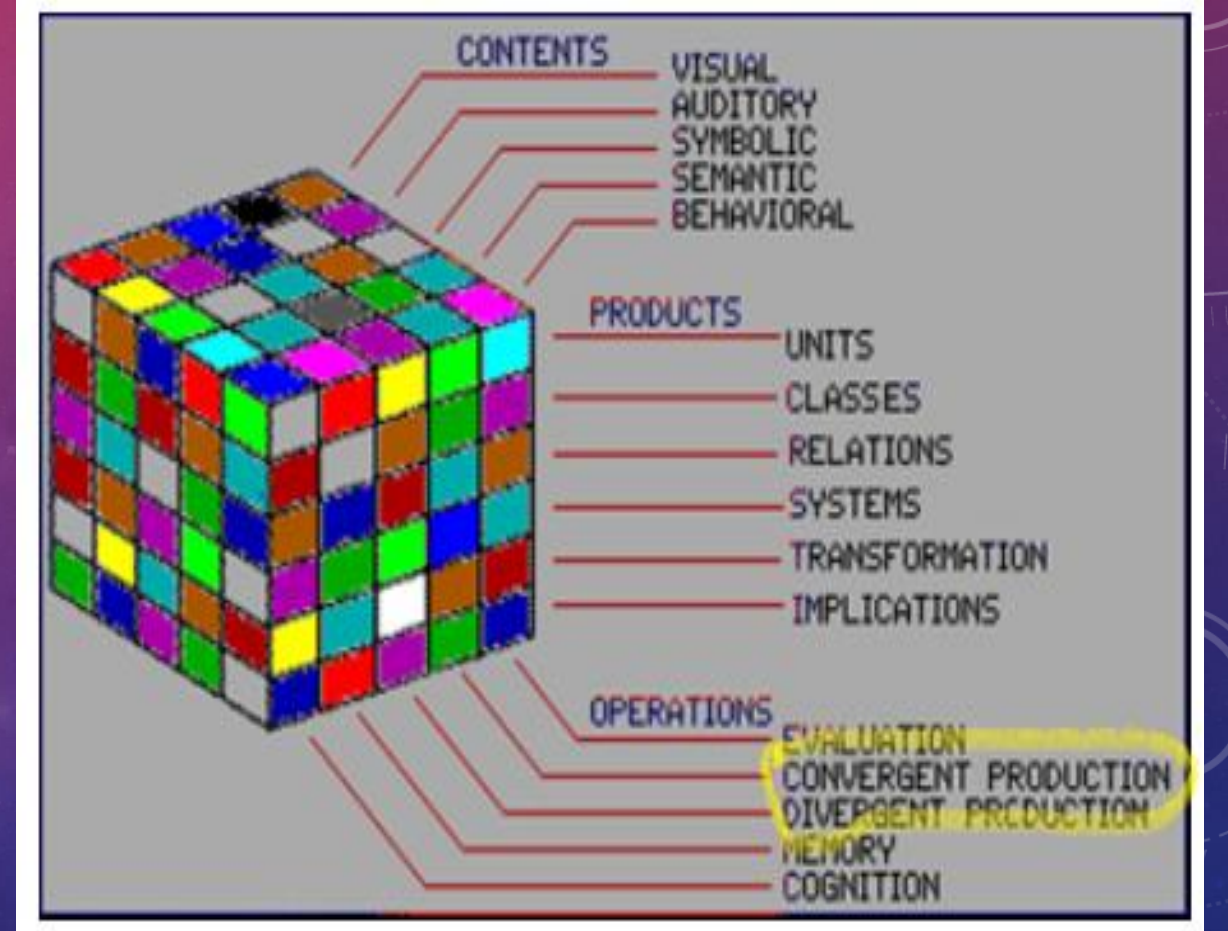 CONTENTS
VISUAL
AUDITORY
SYMBOLIC
SEMANTIC
BEHAVIORAL
PRODUCTS
UNITS
CLASSES
RELATIONS
SYSTEMS
TRANSFORMATION
IMPLICATIONS
OPERATIONS
EVALUATION
CONVERGENT PRODUCTION
DIVERGENT PRODUCTION
MEMORY
COGNITION